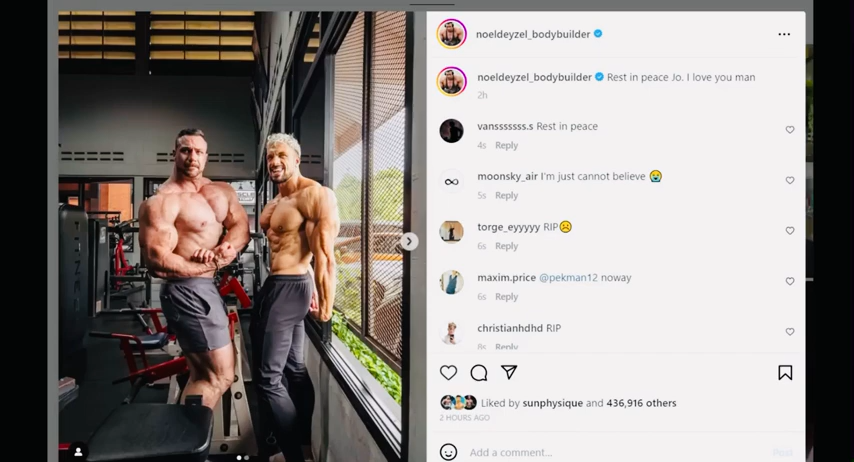 noeldeyzel_bodybuilder
noeldeyzel_bodybuilder Rest in peace Jo. I love you man
2h
vanssssssss.s Rest in peace
4s Reply
moonsky_air I'm just cannot believe 😭
5s Reply
torge_eyyyyy RIP☹️
6s Reply
maxim.price @pekman12 noway
6s Reply
christianhdhd RIP
8s Reply
Liked by sunphysique and 436,916 others
2 HOURS AGO
Add a comment...
Post